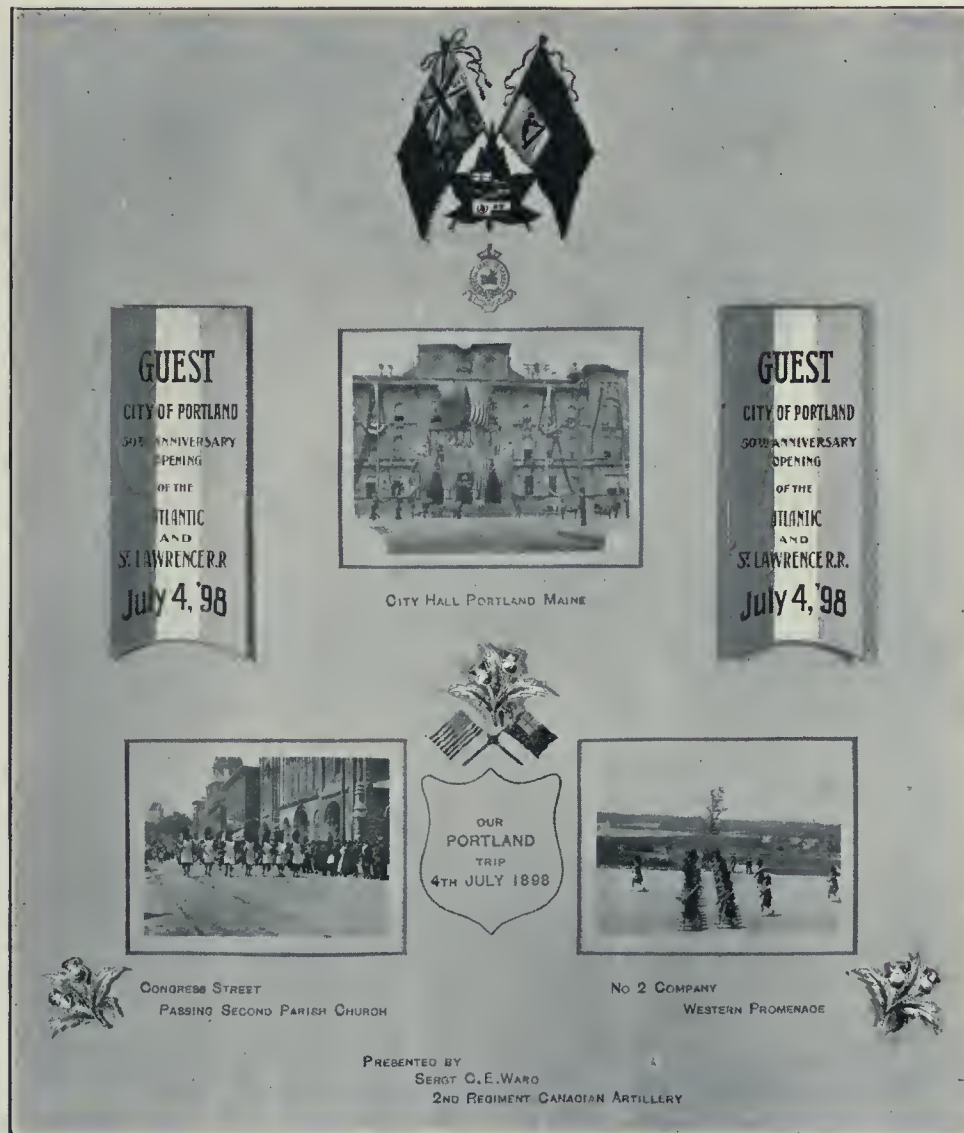 GUEST
CITY OF PORTLAND
50TH ANNIVERSARY
OPENING
OF THE
ATLANTIC
AND
ST. LAWRENCE R.R
July 4, '98
GUEST
CITY OF PORTLAND
50TH ANNIVERSARY
OPENING
OF THE
ATLANTIC
AND
ST. LAWRENCE R.R.
July 4, '98
CITY HALL PORTLAND MAINE
OUR
PORTLAND
TRIP
4TH JULY 1898
CONGRESS STREET
PASSING SECOND PARISH CHURCH
NO 2 COMPANY
WESTERN PROMENADE
PRESENTED BY
SERGT C.E.WARD
2ND REGIMENT CANADIAN ARTILLERY